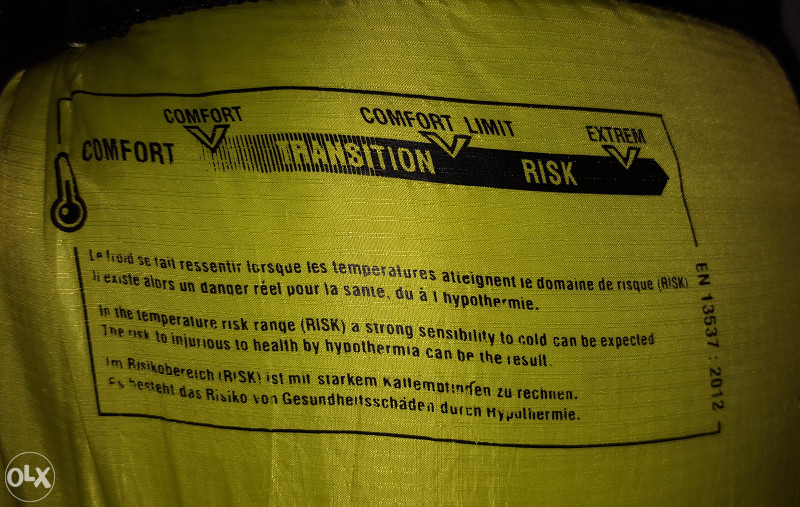 COMFORT COMFORT LIMIT EXTREM
COMFORT TRANSITION RISK
Le froid se fait ressentir lorsque les temperatures atteignent le domaine de risque (RISK)
Il existe alors un danger réel pour la sante, du à l hypothermie.
In the temperature risk range (RISK) a strong sensibility to cold can be expected
The risk to injurious to health by hypothermia can be the result.
Im Risikobereich (RISK) ist mit starkem Kälteempfinden zu rechnen.
Es besteht das Risiko von Gesundheitsschäden durch Hypothermie.
EN 13537 : 2012
OLX